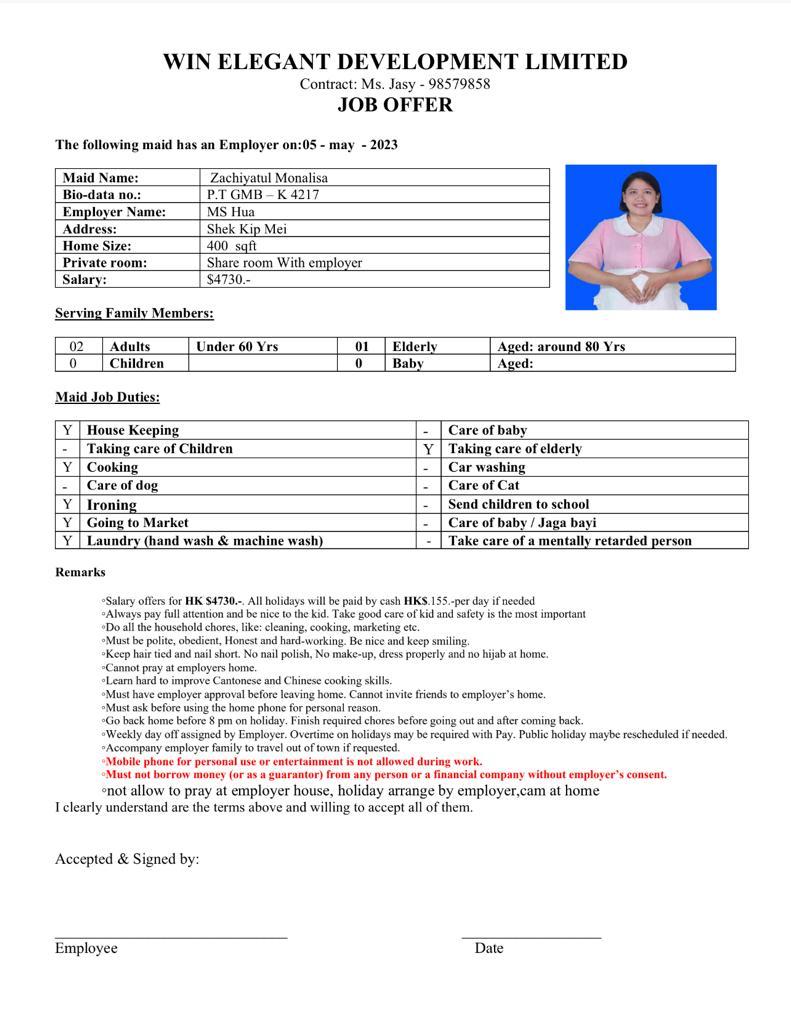 WIN ELEGANT DEVELOPMENT LIMITED
Contract: Ms. Jasy - 98579858
JOB OFFER
The following maid has an Employer on:05 - may - 2023
Maid Name: Zachiyatul Monalisa
Bio-data no.: P.T GMB – K 4217
Employer Name: MS Hua
Address: Shek Kip Mei
Home Size: 400 sqft
Private room: Share room With employer
Salary: $4730.-
Serving Family Members:
02 Adults Under 60 Yrs 01 Elderly Aged: around 80 Yrs
0 Children 0 Baby Aged:
Maid Job Duties:
Y House Keeping - Care of baby
- Taking care of Children Y Taking care of elderly
Y Cooking - Car washing
- Care of dog - Care of Cat
Y Ironing - Send children to school
Y Going to Market - Care of baby / Jaga bayi
Y Laundry (hand wash & machine wash) - Take care of a mentally retarded person
Remarks
◦Salary offers for HK $4730.-. All holidays will be paid by cash HK$.155.-per day if needed
◦Always pay full attention and be nice to the kid. Take good care of kid and safety is the most important
◦Do all the household chores, like: cleaning, cooking, marketing etc.
◦Must be polite, obedient, Honest and hard-working. Be nice and keep smiling.
◦Keep hair tied and nail short. No nail polish, No make-up, dress properly and no hijab at home.
◦Cannot pray at employers home.
◦Learn hard to improve Cantonese and Chinese cooking skills.
◦Must have employer approval before leaving home. Cannot invite friends to employer's home.
◦Must ask before using the home phone for personal reason.
◦Go back home before 8 pm on holiday. Finish required chores before going out and after coming back.
◦Weekly day off assigned by Employer. Overtime on holidays may be required with Pay. Public holiday maybe rescheduled if needed.
◦Accompany employer family to travel out of town if requested.
◦Mobile phone for personal use or entertainment is not allowed during work.
◦Must not borrow money (or as a guarantor) from any person or a financial company without employer's consent.
◦not allow to pray at employer house, holiday arrange by employer,cam at home
I clearly understand are the terms above and willing to accept all of them.
Accepted & Signed by:
Employee Date